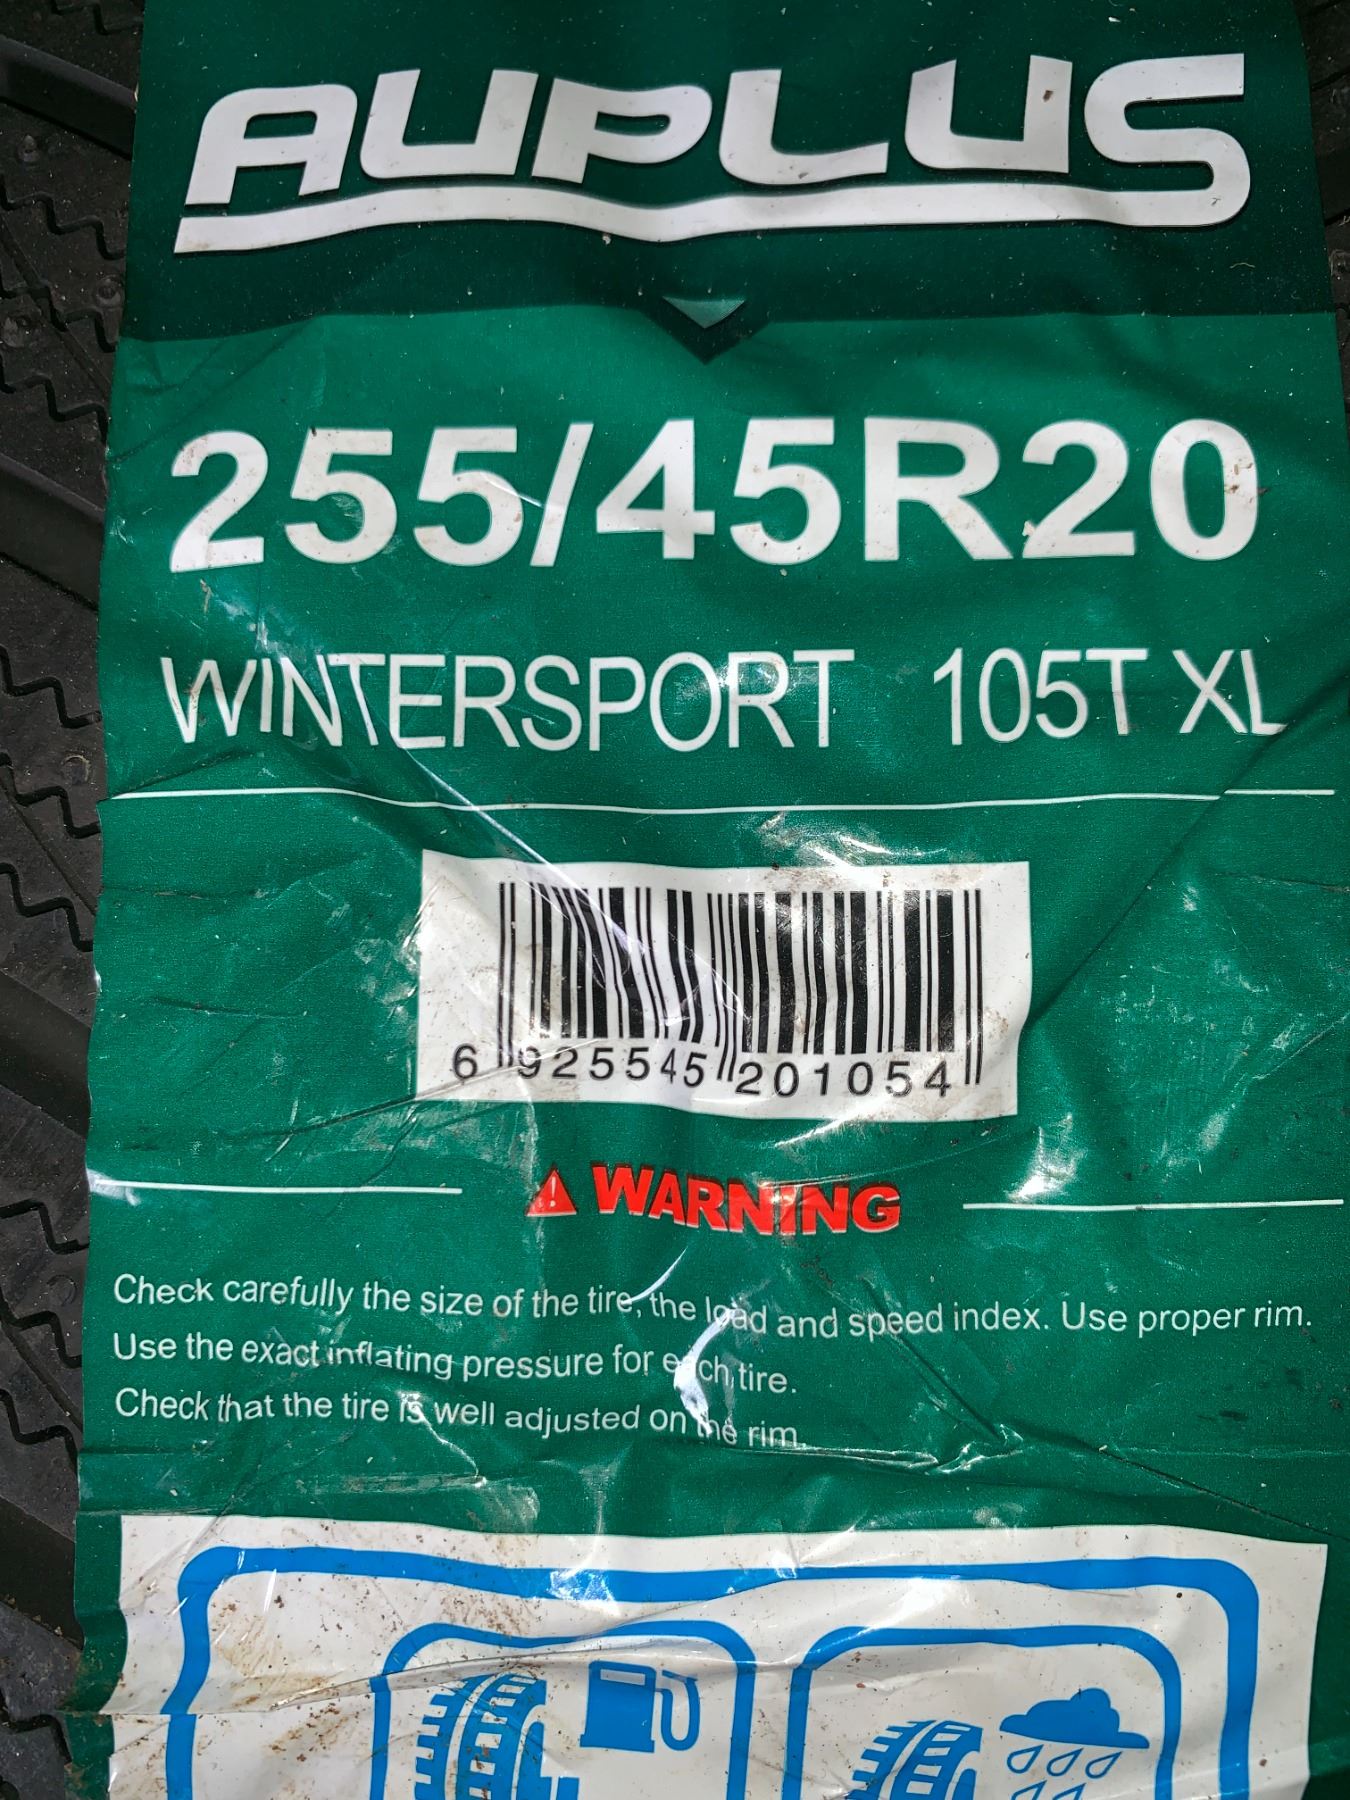 AUPLUS
255/45R20
WINTERSPORT 105T XL
6 925545 201054
WARNING
Check carefully the size of the tire, the load and speed index. Use proper rim.
Use the exact inflating pressure for each tire.
Check that the tire is well adjusted on the rim.